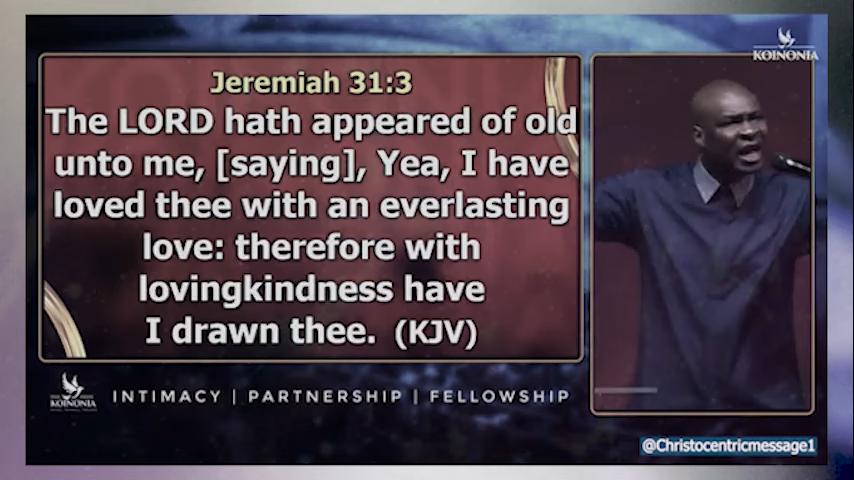 KOINONIA
Jeremiah 31:3
The LORD hath appeared of old
unto me, [saying], Yea, I have
loved thee with an everlasting
love: therefore with
lovingkindness have
I drawn thee. (KJV)
KOINONIA
INTIMACY | PARTNERSHIP | FELLOWSHIP
@Christocentricmessage1